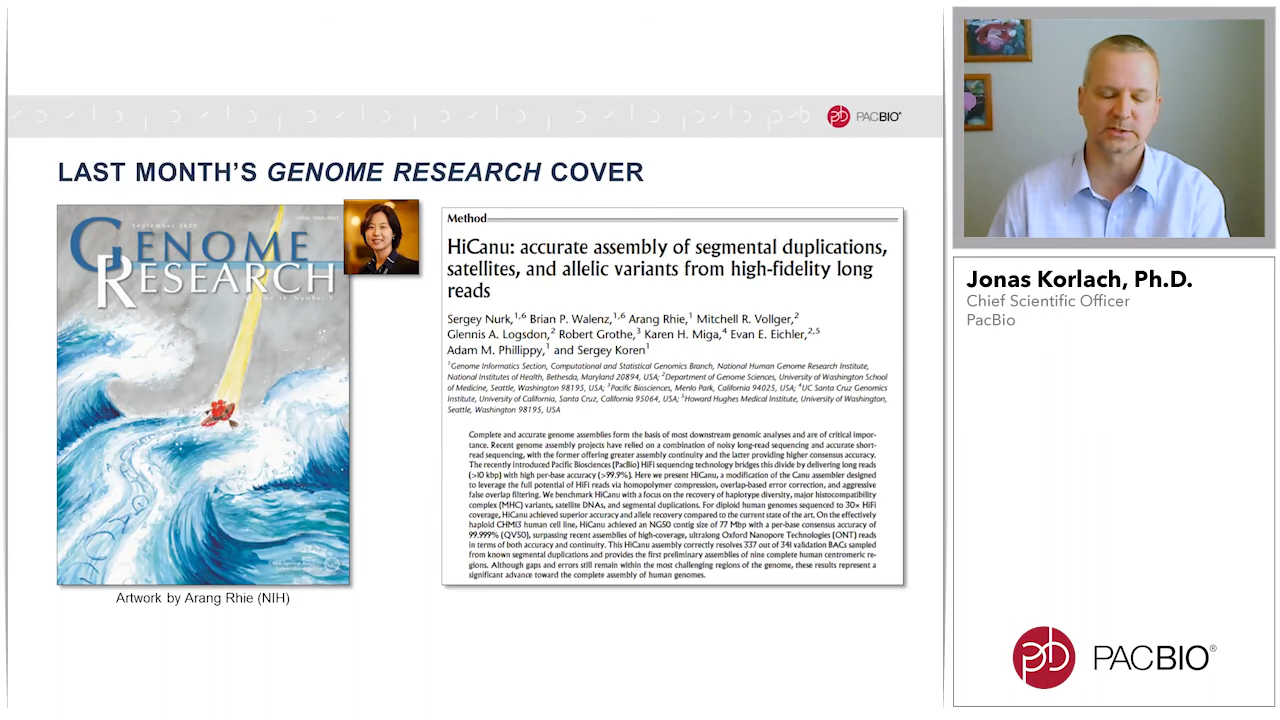 PACBIO®
LAST MONTH'S GENOME RESEARCH COVER
September 2020
GENOME
RESEARCH
Artwork by Arang Rhie (NIH)
Method
HiCanu: accurate assembly of segmental duplications,
satellites, and allelic variants from high-fidelity long
reads
Sergey Nurk,1,6 Brian P. Walenz,1,6 Arang Rhie,1 Mitchell R. Vollger,2
Glennis A. Logsdon,2 Robert Grothe,3 Karen H. Miga,4 Evan E. Eichler,2,5
Adam M. Phillippy,1 and Sergey Koren1
1Genome Informatics Section, Computational and Statistical Genomics Branch, National Human Genome Research Institute,
National Institutes of Health, Bethesda, Maryland 20894, USA; 2Department of Genome Sciences, University of Washington School
of Medicine, Seattle, Washington 98195, USA; 3Pacific Biosciences, Menlo Park, California 94025, USA; 4UC Santa Cruz Genomics
Institute, University of California, Santa Cruz, California 95064, USA; 5Howard Hughes Medical Institute, University of Washington,
Seattle, Washington 98195, USA
Complete and accurate genome assemblies form the basis of most downstream genomic analyses and are of critical impor-
tance. Recent genome assembly projects have relied on a combination of noisy long-read sequencing and accurate short-
read sequencing, with the former offering greater assembly continuity and the latter providing higher consensus accuracy.
The recently introduced Pacific Biosciences (PacBio) HiFi sequencing technology bridges this divide by delivering long reads
(>10 kbp) with high per-base accuracy (>99.9%). Here we present HiCanu, a modification of the Canu assembler designed
to leverage the full potential of HiFi reads via homopolymer compression, overlap-based error correction, and aggressive
false overlap filtering. We benchmark HiCanu with a focus on the recovery of haplotype diversity, major histocompatibility
complex (MHC) variants, satellite DNAs, and segmental duplications. For diploid human genomes sequenced to 30× HiFi
coverage, HiCanu achieved superior accuracy and allele recovery compared to the current state of the art. On the effectively
haploid CHM13 human cell line, HiCanu achieved an NG50 contig size of 77 Mbp with a per-base consensus accuracy of
99.999% (QV50), surpassing recent assemblies of high-coverage, ultralong Oxford Nanopore Technologies (ONT) reads
in terms of both accuracy and continuity. This HiCanu assembly correctly resolves 337 out of 341 validation BACs sampled
from known segmental duplications and provides the first preliminary assemblies of nine complete human centromeric re-
gions. Although gaps and errors still remain within the most challenging regions of the genome, these results represent a
significant advance toward the complete assembly of human genomes.
Jonas Korlach, Ph.D.
Chief Scientific Officer
PacBio
PACBIO®